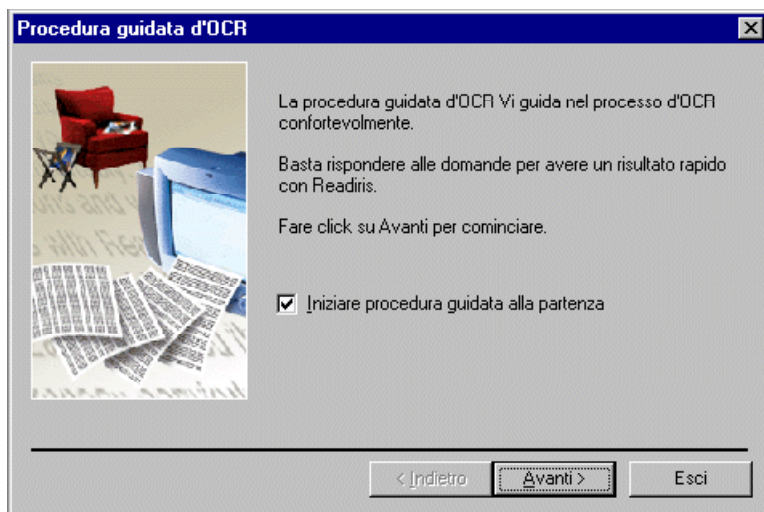 Procedura guidata d'OCR
La procedura guidata d'OCR Vi guida nel processo d'OCR
confortevolmente.
Basta rispondere alle domande per avere un risultato rapido
con Readiris.
Fare click su Avanti per cominciare.
Iniziare procedura guidata alla partenza
< Indietro
Avanti >
Esci